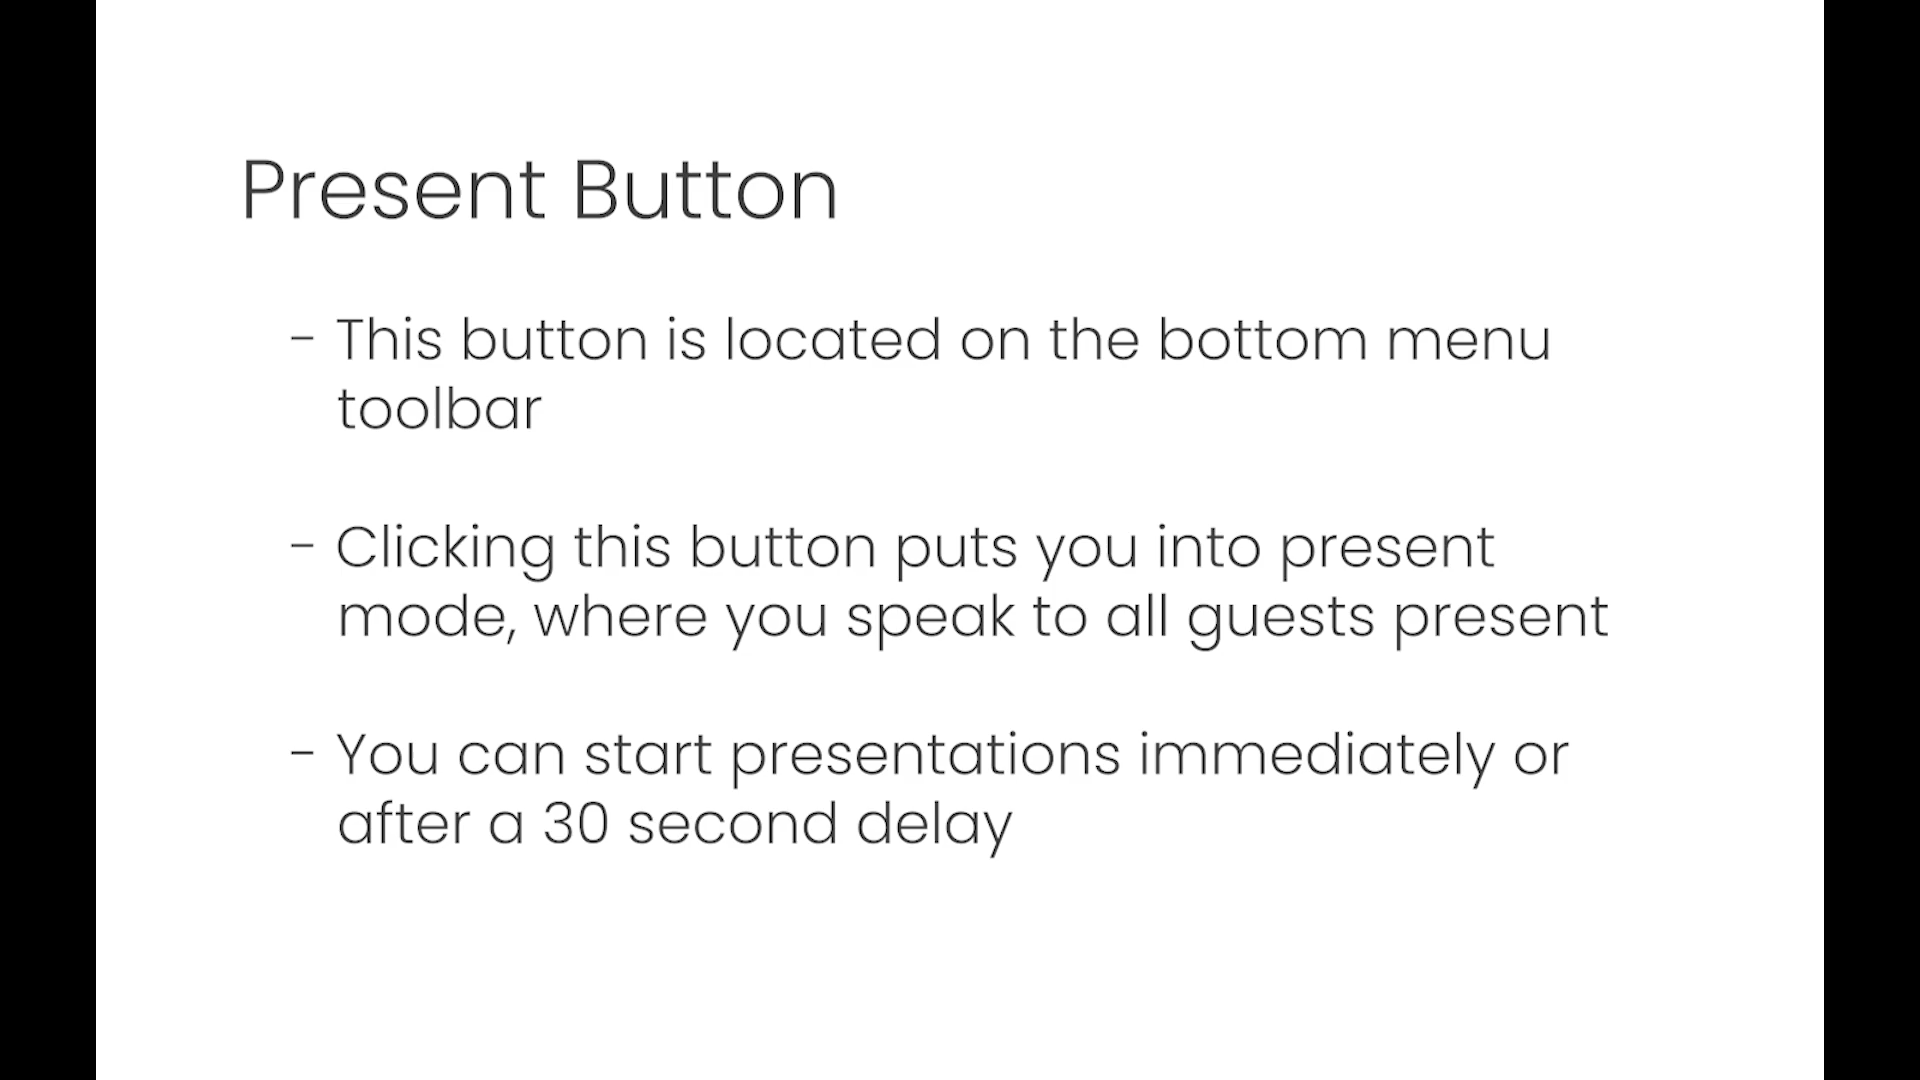 Present Button
- This button is located on the bottom menu
toolbar
- Clicking this button puts you into present
mode, where you speak to all guests present
- You can start presentations immediately or
after a 30 second delay